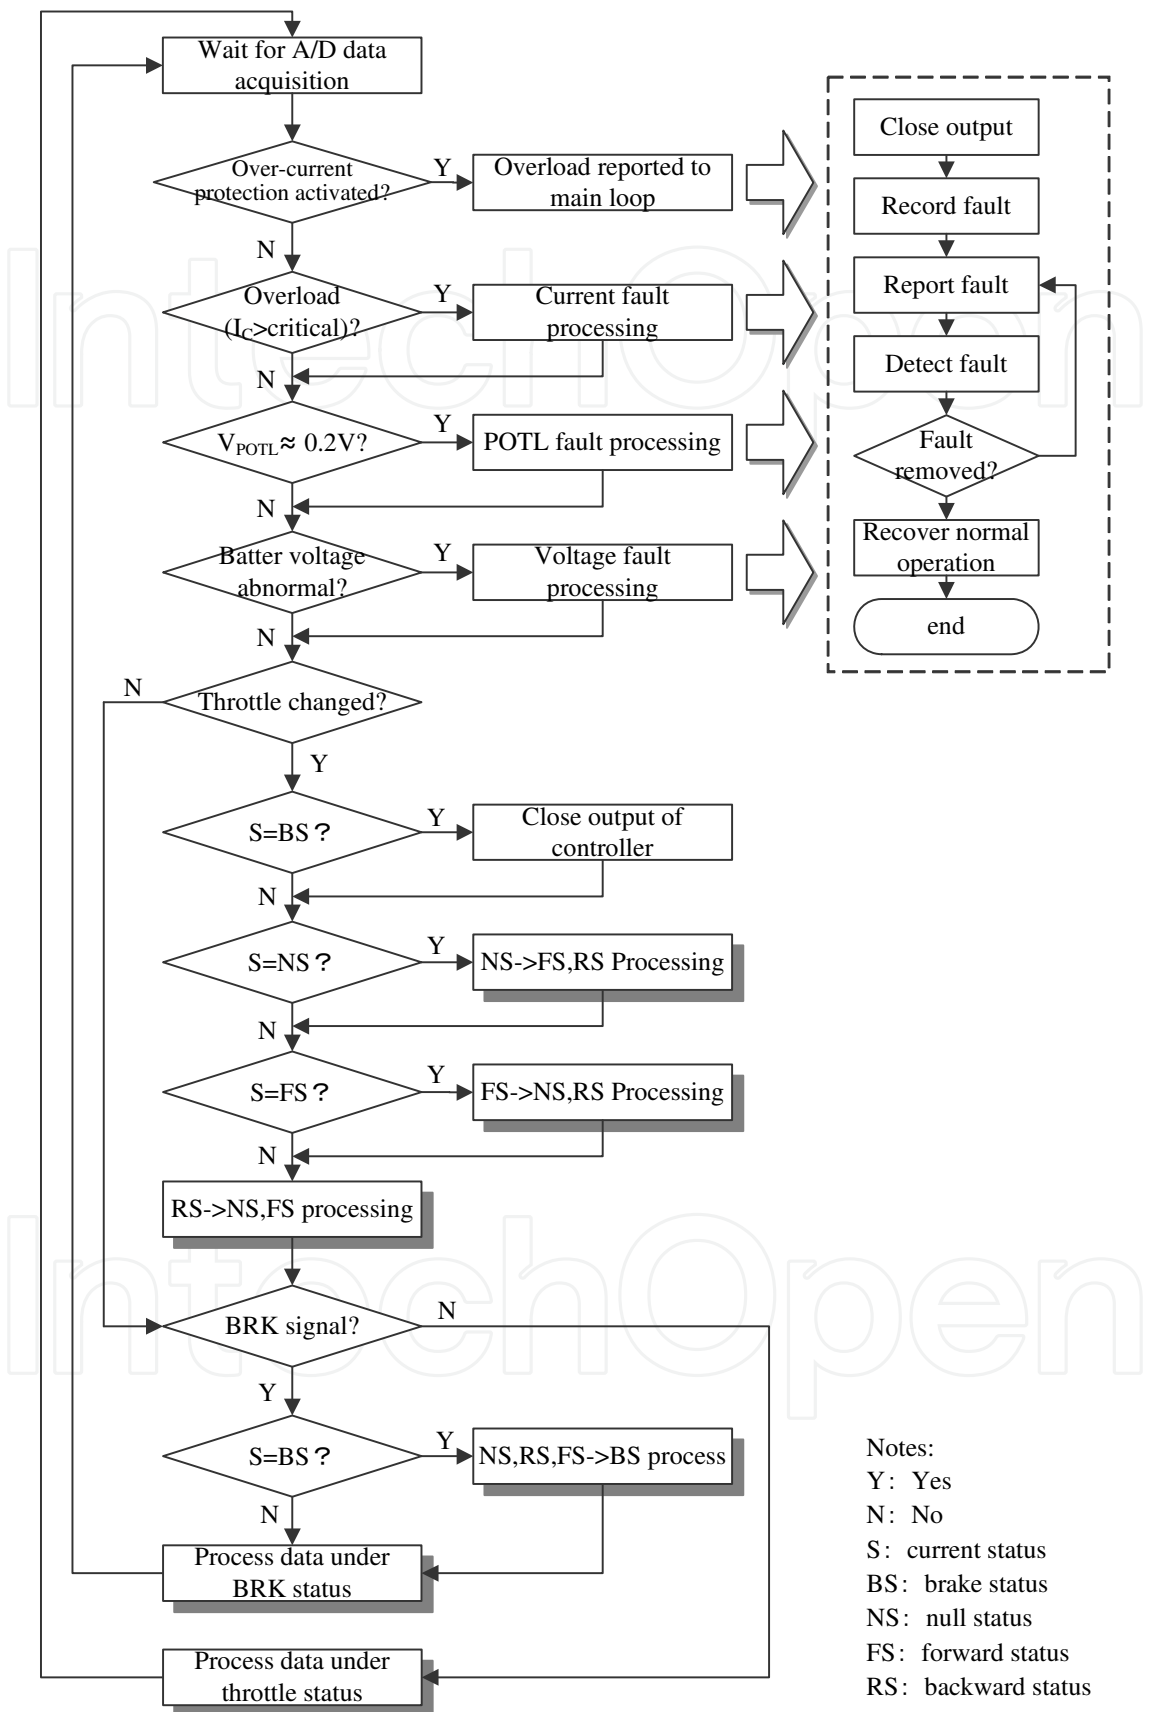 Wait for A/D data
acquisition
Over-current
protection activated?
Y
Overload reported to
main loop
N
Overload
(I_C>critical)?
Y
Current fault
processing
N
V_POTL≈ 0.2V?
Y
POTL fault processing
N
Batter voltage
abnormal?
Y
Voltage fault
processing
N
Throttle changed?
N
Y
S=BS？
Y
Close output of
controller
N
S=NS？
Y
NS->FS,RS Processing
N
S=FS？
Y
FS->NS,RS Processing
N
RS->NS,FS processing
BRK signal?
N
Y
S=BS？
Y
NS,RS,FS->BS process
N
Process data under
BRK status
Process data under
throttle status
Close output
Record fault
Report fault
Detect fault
Fault
removed?
Recover normal
operation
end
Notes:
Y: Yes
N: No
S: current status
BS: brake status
NS: null status
FS: forward status
RS: backward status
IntechOpen
IntechOpen